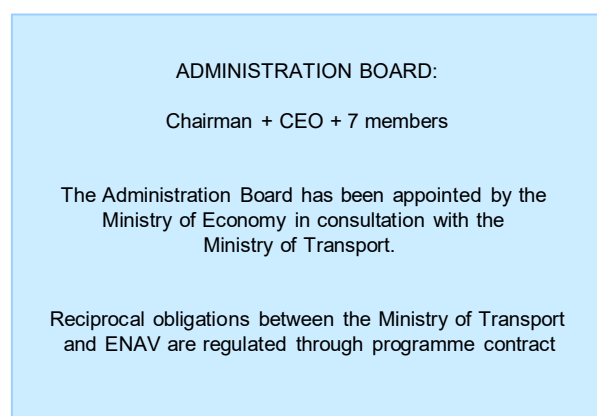 ADMINISTRATION BOARD:
Chairman + CEO + 7 members
The Administration Board has been appointed by the
Ministry of Economy in consultation with the
Ministry of Transport.
Reciprocal obligations between the Ministry of Transport
and ENAV are regulated through programme contract